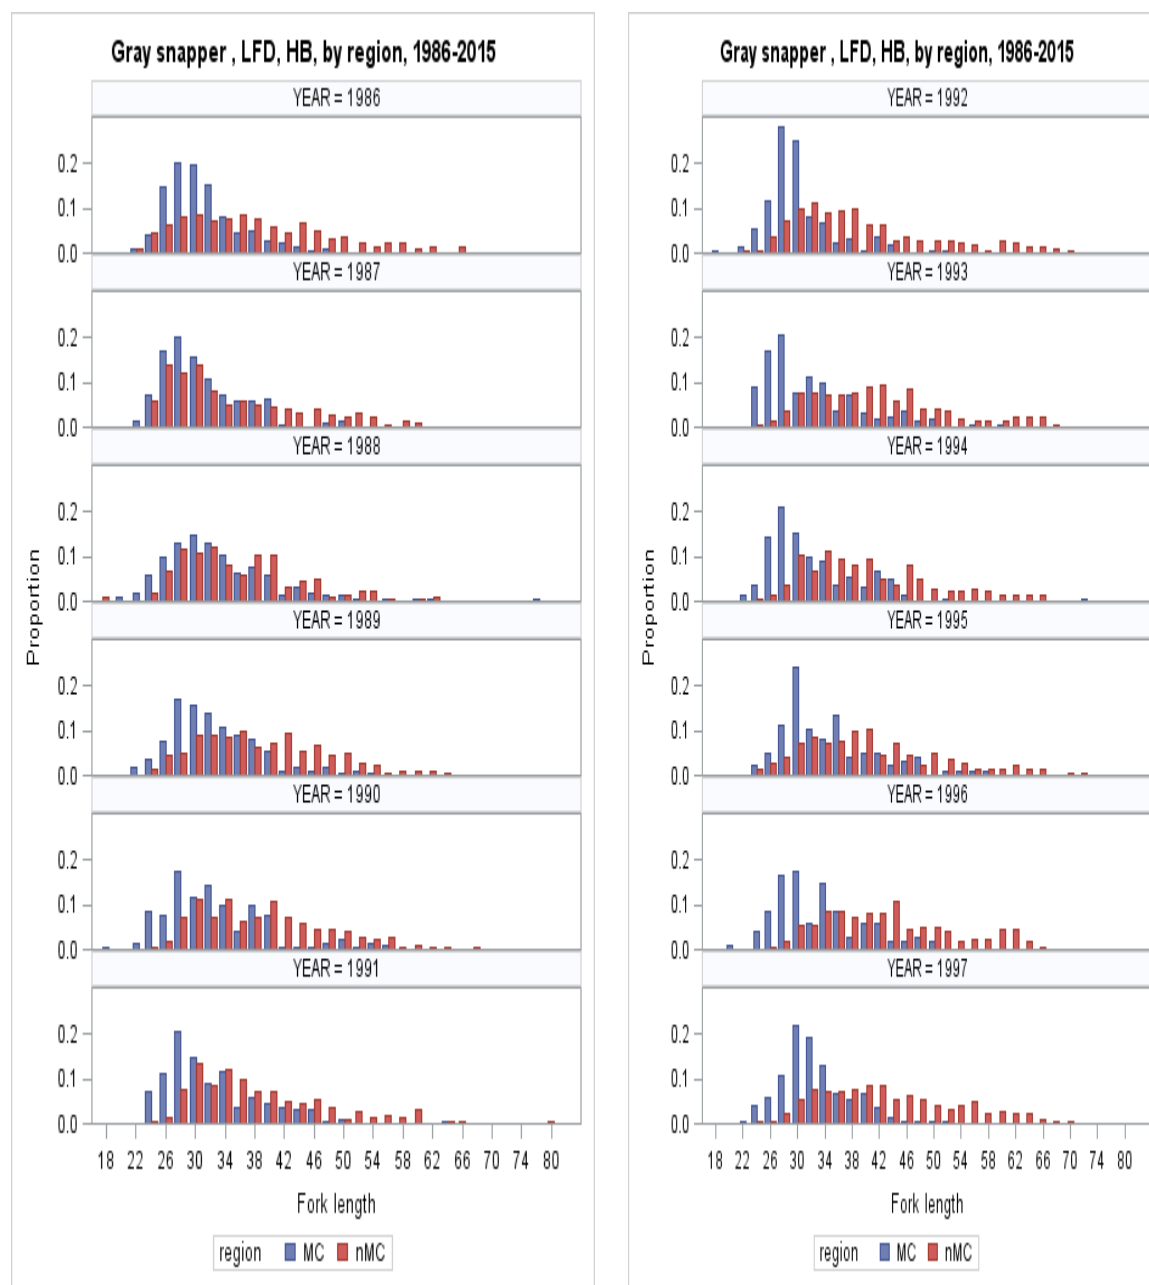 Gray snapper , LFD, HB, by region, 1986-2015
YEAR = 1986
0.2
0.1
0.0
YEAR = 1987
0.2
0.1
0.0
YEAR = 1988
0.2
0.1
0.0
YEAR = 1989
0.2
0.1
0.0
YEAR = 1990
0.2
0.1
0.0
YEAR = 1991
0.2
0.1
0.0
Proportion
18 22 26 30 34 38 42 46 50 54 58 62 66 70 74 80
Fork length
region MC nMC
Gray snapper , LFD, HB, by region, 1986-2015
YEAR = 1992
0.2
0.1
0.0
YEAR = 1993
0.2
0.1
0.0
YEAR = 1994
0.2
0.1
0.0
YEAR = 1995
0.2
0.1
0.0
YEAR = 1996
0.2
0.1
0.0
YEAR = 1997
0.2
0.1
0.0
Proportion
18 22 26 30 34 38 42 46 50 54 58 62 66 70 74 80
Fork length
region MC nMC